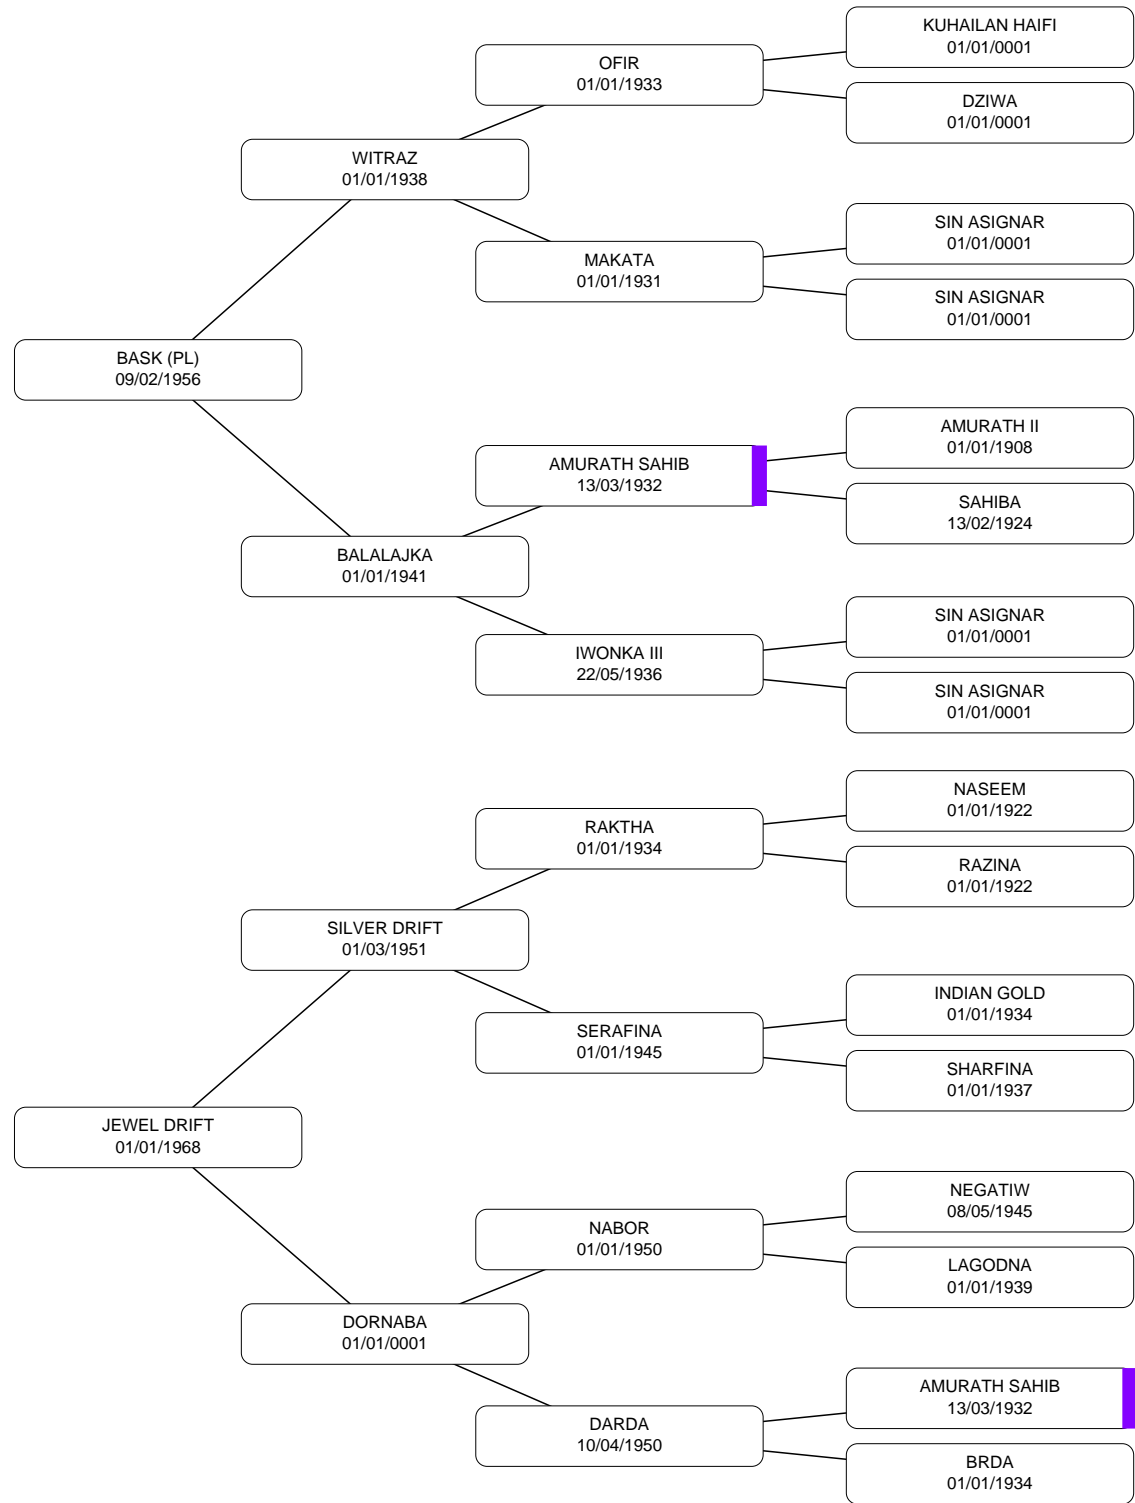 KUHAILAN HAIFI
01/01/0001
OFIR
01/01/1933
DZIWA
01/01/0001
WITRAZ
01/01/1938
SIN ASIGNAR
01/01/0001
MAKATA
01/01/1931
SIN ASIGNAR
01/01/0001
BASK (PL)
09/02/1956
AMURATH II
01/01/1908
AMURATH SAHIB
13/03/1932
SAHIBA
13/02/1924
BALALAJKA
01/01/1941
SIN ASIGNAR
01/01/0001
IWONKA III
22/05/1936
SIN ASIGNAR
01/01/0001
NASEEM
01/01/1922
RAKTHA
01/01/1934
RAZINA
01/01/1922
SILVER DRIFT
01/03/1951
INDIAN GOLD
01/01/1934
SERAFINA
01/01/1945
SHARFINA
01/01/1937
JEWEL DRIFT
01/01/1968
NEGATIW
08/05/1945
NABOR
01/01/1950
LAGODNA
01/01/1939
DORNABA
01/01/0001
AMURATH SAHIB
13/03/1932
DARDA
10/04/1950
BRDA
01/01/1934